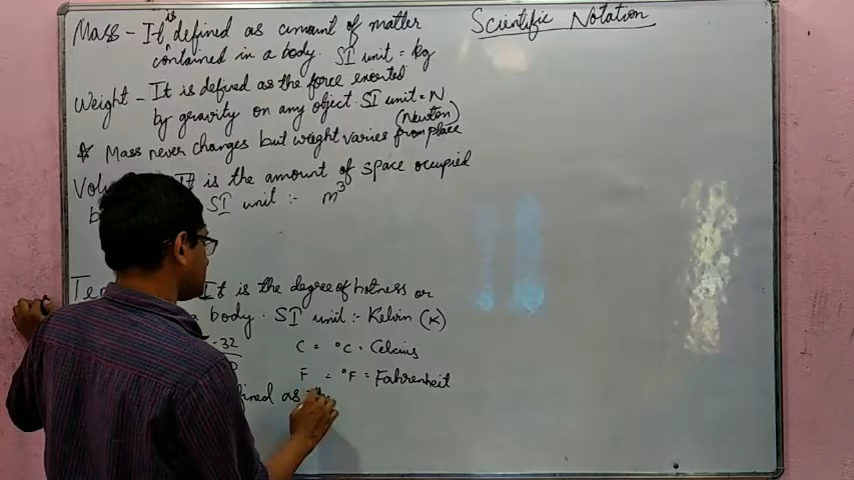 Mass - It is defined as amount of matter
contained in a body. SI unit = kg
Weight - It is defined as the force exerted
by gravity on any object. SI unit = N
(Newton)
* Mass never changes but weight varies from place
It is the amount of space occupied
SI unit :- m³
It is the degree of hotness or
a body. SI unit :- Kelvin (K)
-32
C = °C = Celcius
F = °F = Fahrenheit
as
Scientific Notation